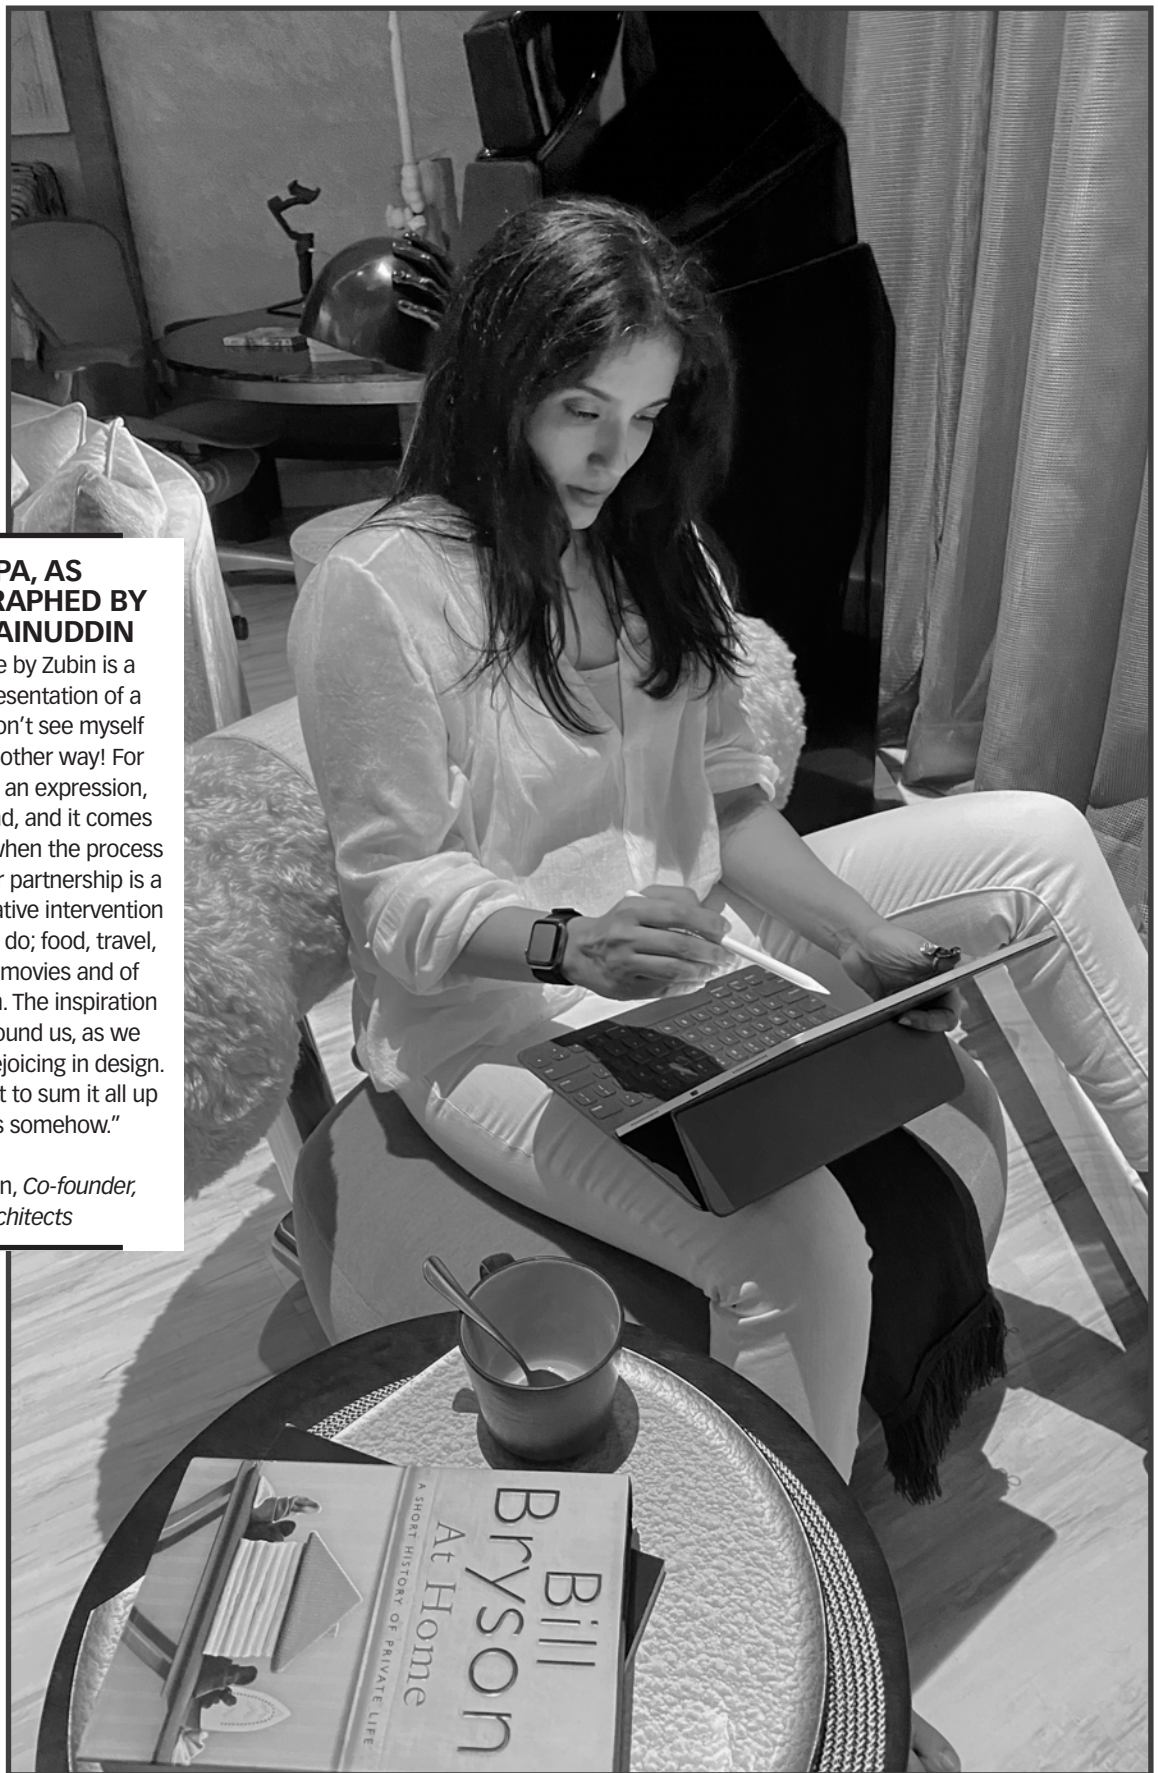 PA, AS
RAPHED BY
AINUDDIN
e by Zubin is a
esentation of a
on’t see myself
other way! For
an expression,
d, and it comes
when the process
r partnership is a
ative intervention
do; food, travel,
movies and of
. The inspiration
ound us, as we
ejoicing in design.
t to sum it all up
s somehow.”
n, Co-founder,
chitects
Bill
Bryson
At Home
A SHORT HISTORY OF PRIVATE LIFE